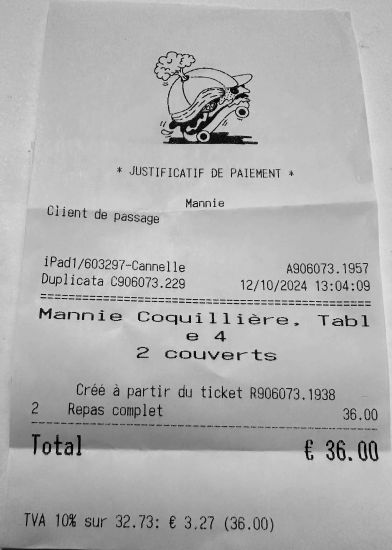 * JUSTIFICATIF DE PAIEMENT *
Mannie
Client de passage
iPad1/603297-Cannelle A906073.1957
Duplicata C906073.229 12/10/2024 13:04:09
Mannie Coquillière, Tabl
e 4
2 couverts
Créé à partir du ticket R906073.1938
2 Repas complet 36.00
Total € 36.00
TVA 10% sur 32.73: € 3.27 (36.00)